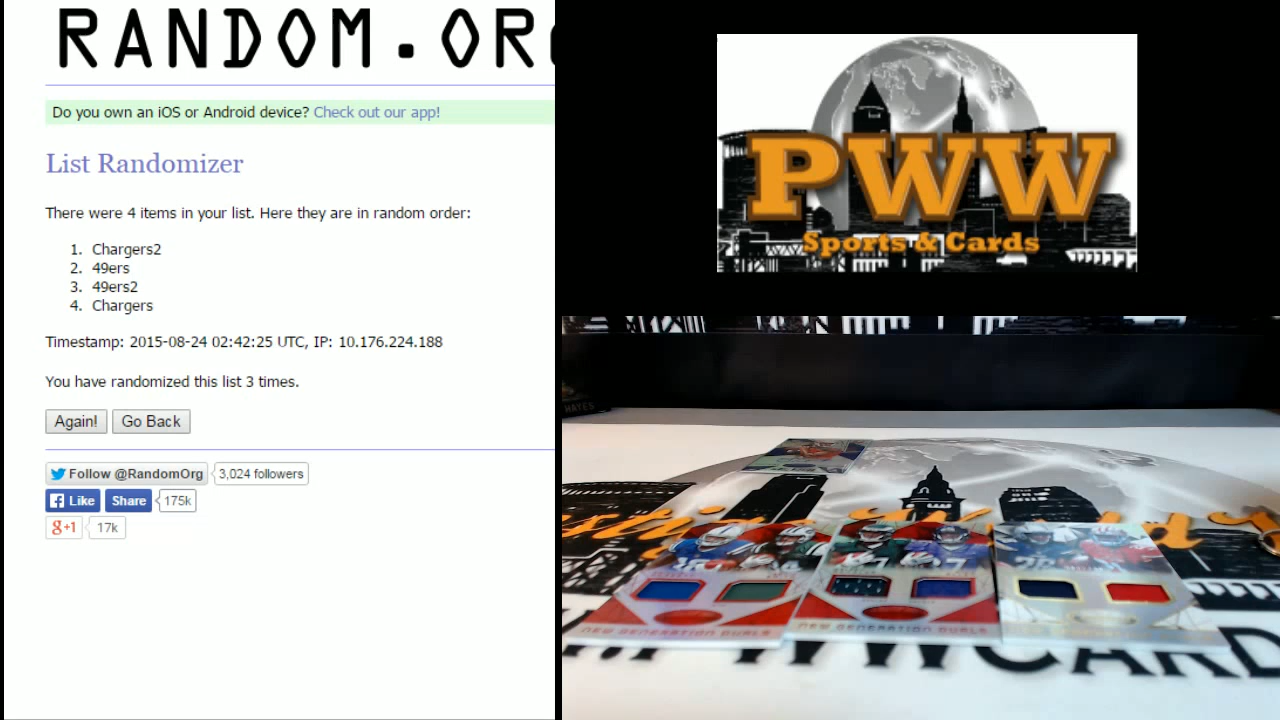 RANDOM.ORG
Do you own an iOS or Android device? Check out our app!
List Randomizer
There were 4 items in your list. Here they are in random order:
1. Chargers2
2. 49ers
3. 49ers2
4. Chargers
Timestamp: 2015-08-24 02:42:25 UTC, IP: 10.176.224.188
You have randomized this list 3 times.
Again! Go Back
Follow @RandomOrg 3,024 followers
Like Share 175k
g+1 17k
PWW
Sports & Cards
HAYES
NEW GENERATION DUALS
NEW GENERATION DUALS
PWWCARD